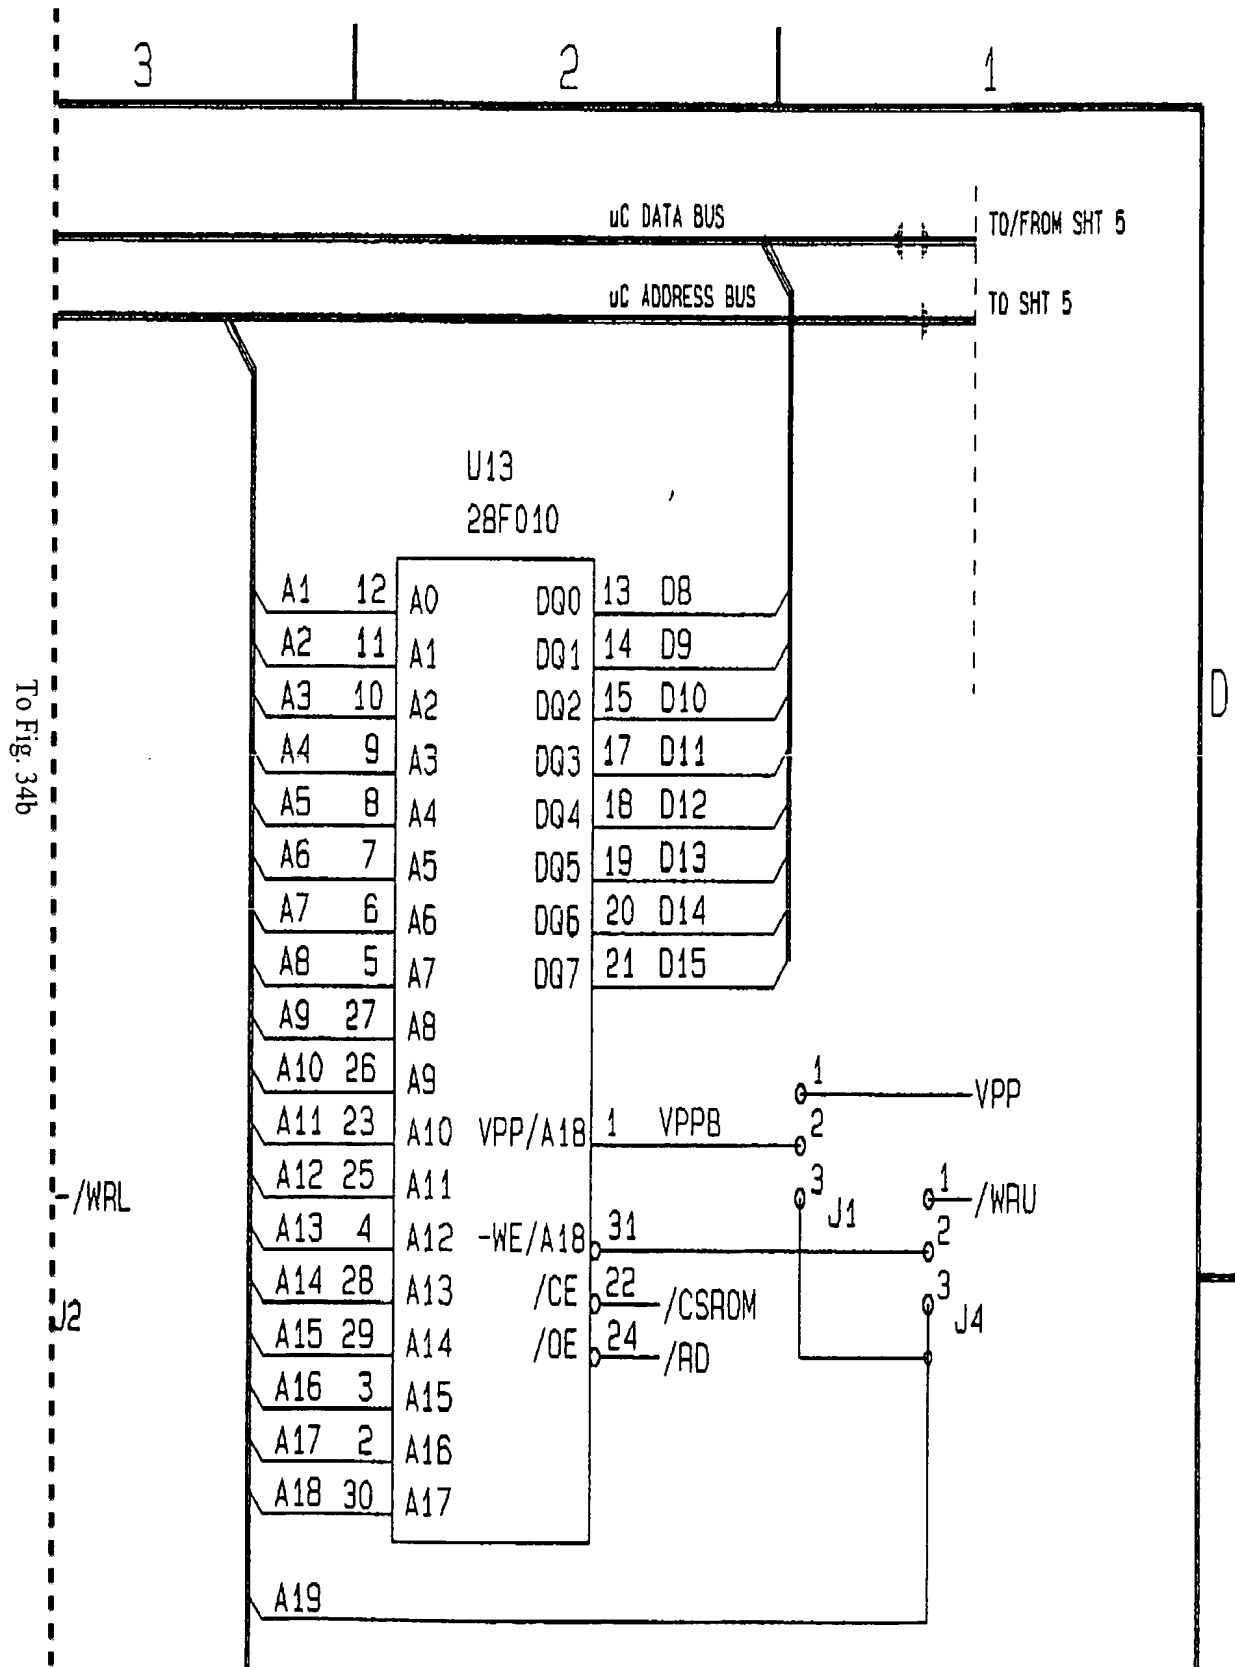 3 2 1
uC DATA BUS TO/FROM SHT 5
uC ADDRESS BUS TO SHT 5
U13
28F010
A1 12 A0 DQ0 13 D8
A2 11 A1 DQ1 14 D9
A3 10 A2 DQ2 15 D10
D
A4 9 A3 DQ3 17 D11
To Fig. 34b
A5 8 A4 DQ4 18 D12
A6 7 A5 DQ5 19 D13
A7 6 A6 DQ6 20 D14
A8 5 A7 DQ7 21 D15
A9 27 A8
A10 26 A9
1 VPP
A11 23 A10 VPP/A18 1 VPPB 2
A12 25 A11
-/WRL
3 J1 1 /WRU
A13 4 A12 -WE/A18 31 2
A14 28 A13 /CE 22 /CSROM
3 J4
J2
A15 29 A14 /OE 24 /RD
A16 3 A15
A17 2 A16
A18 30 A17
A19